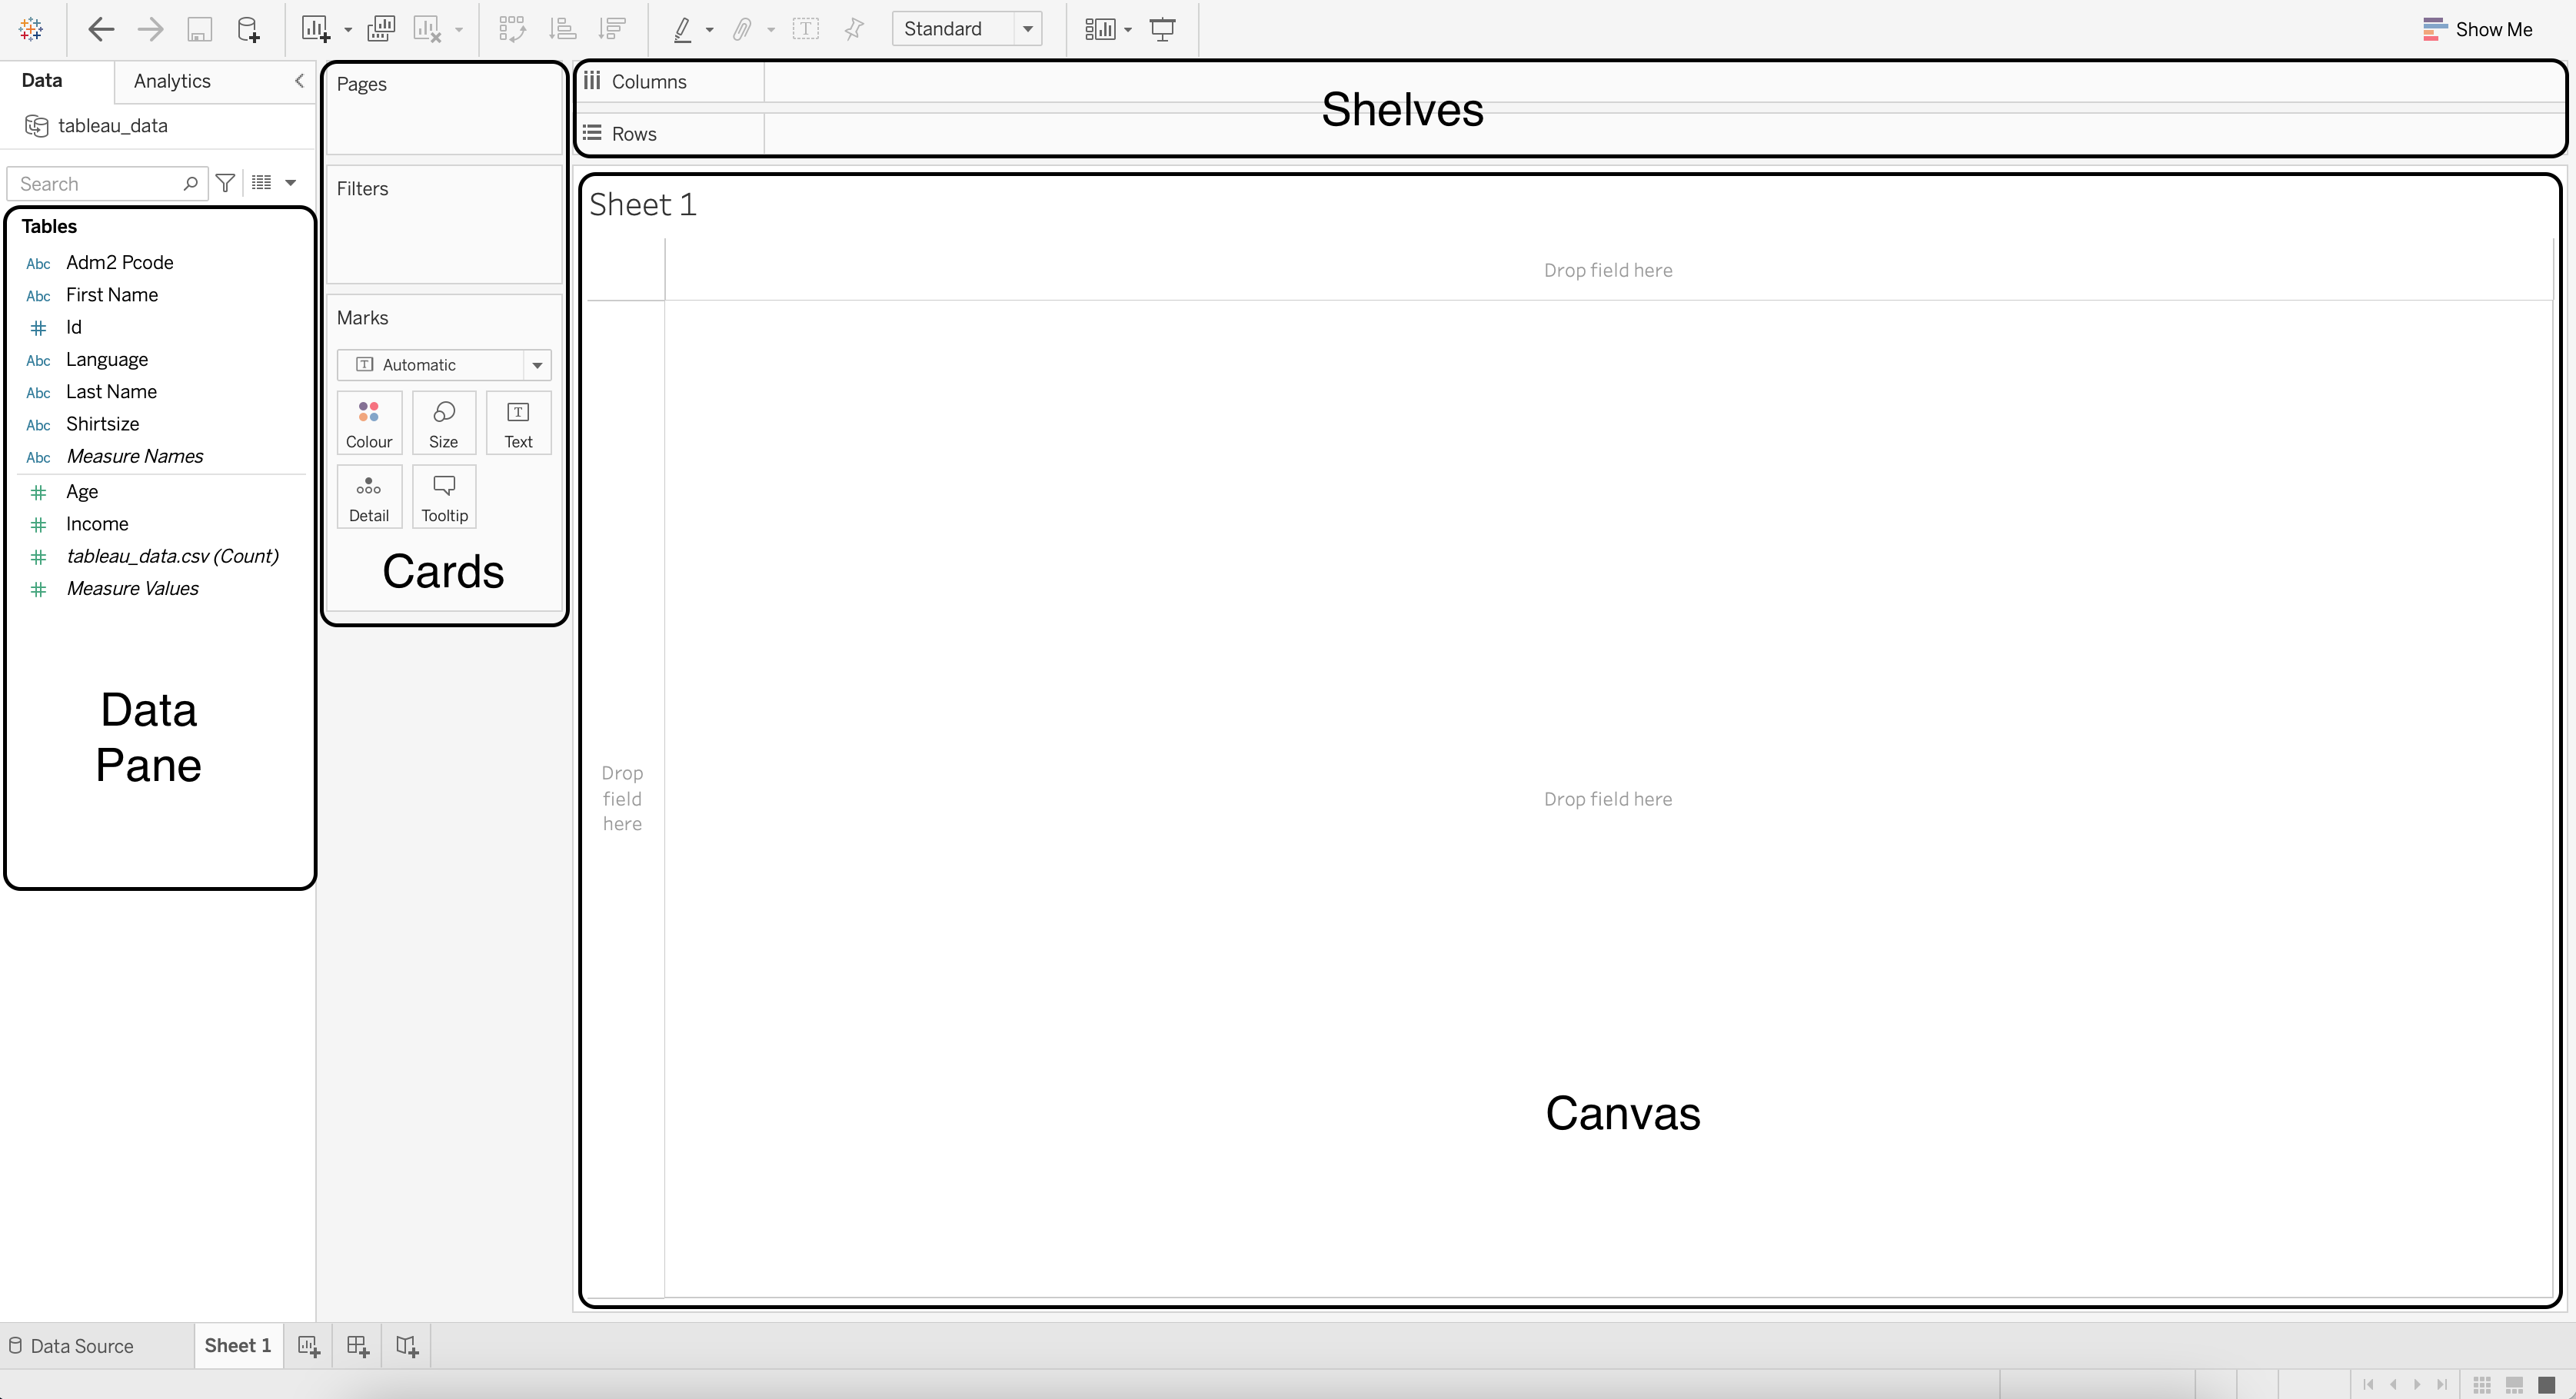 Standard
Show Me
Data
Analytics
tableau_data
Search
Tables
Abc Adm2 Pcode
Abc First Name
# Id
Abc Language
Abc Last Name
Abc Shirtsize
Abc Measure Names
# Age
# Income
# tableau_data.csv (Count)
# Measure Values
Data
Pane
Pages
Filters
Marks
T Automatic
Colour
Size
T
Text
Detail
Tooltip
Cards
Columns
Rows
Shelves
Sheet 1
Drop field here
Drop
field
here
Drop field here
Canvas
Data Source
Sheet 1